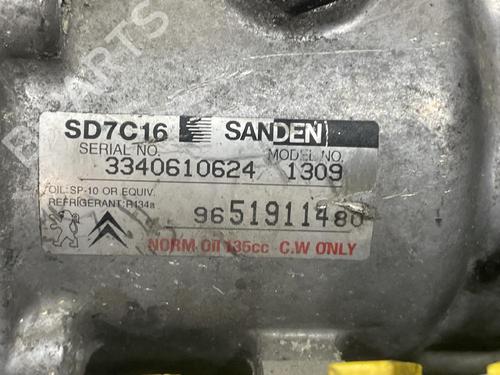 SD7C16 SANDEN
SERIAL NO. MODEL NO.
3340610624 1309
OIL: SP-10 OR EQUIV.
REFRIGERANT: R134a
9651911480
NORM Oil 135cc C.W ONLY